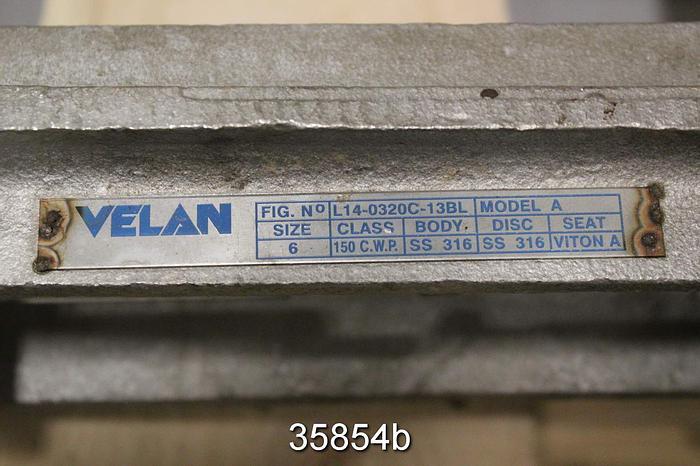 VELAN
FIG. Nº L14-0320C-13BL MODEL A
SIZE CLASS BODY DISC SEAT
6 150 C.W.P. SS 316 SS 316 VITON A
35854b